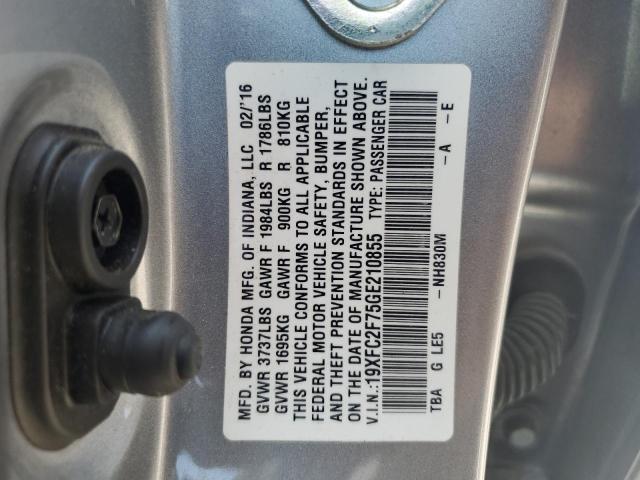 MFD. BY HONDA MFG. OF INDIANA, LLC 02/'16
GVWR 3737LBS GAWR F 1984LBS R 1786LBS
GVWR 1695KG GAWR F 900KG R 810KG
THIS VEHICLE CONFORMS TO ALL APPLICABLE
FEDERAL MOTOR VEHICLE SAFETY, BUMPER,
AND THEFT PREVENTION STANDARDS IN EFFECT
ON THE DATE OF MANUFACTURE SHOWN ABOVE.
V.I.N.:19XFC2F75GE210855 TYPE: PASSENGER CAR
TBA G LE5 -NH830M -A -E